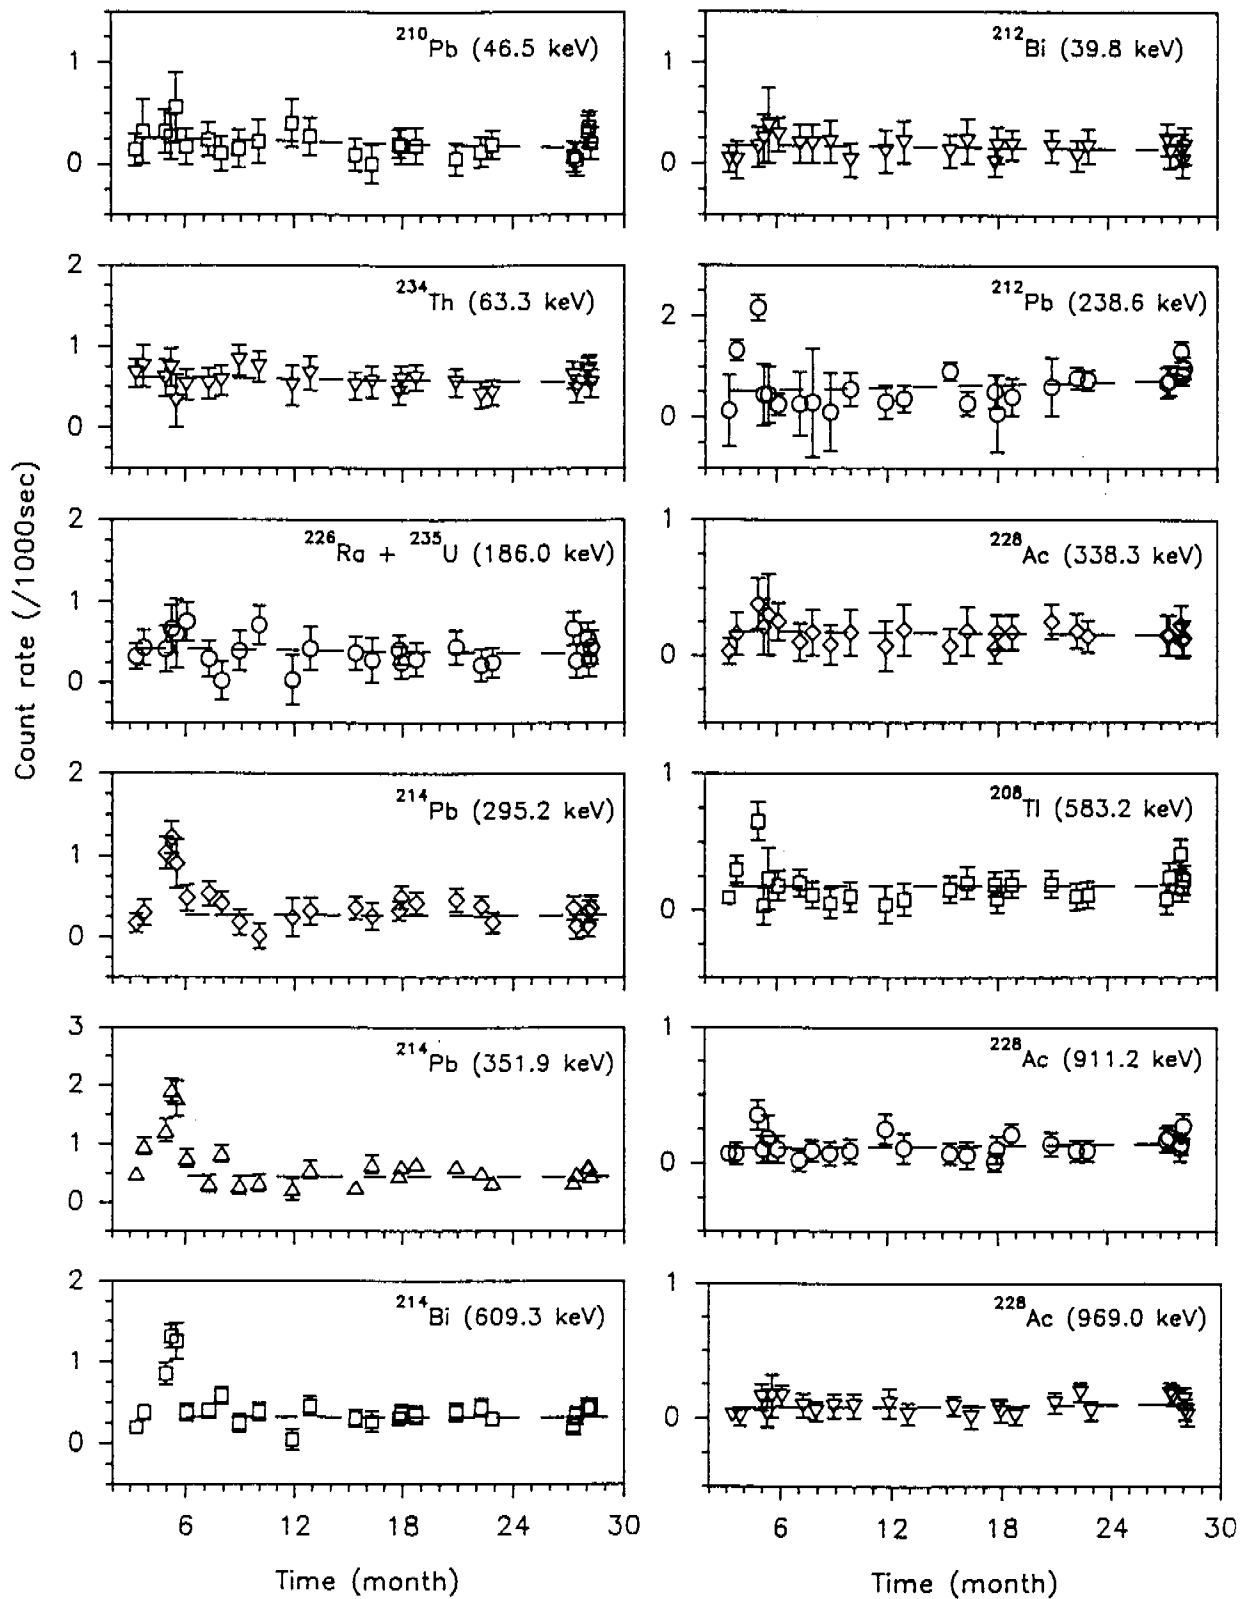 210Pb (46.5 keV)
1
0
212Bi (39.8 keV)
1
0
234Th (63.3 keV)
2
1
0
212Pb (238.6 keV)
2
0
226Ra + 235U (186.0 keV)
2
1
0
228Ac (338.3 keV)
1
0
214Pb (295.2 keV)
2
1
0
208Tl (583.2 keV)
1
0
214Pb (351.9 keV)
3
2
1
0
228Ac (911.2 keV)
1
0
214Bi (609.3 keV)
2
1
0
228Ac (969.0 keV)
1
0
Count rate (/1000sec)
6 12 18 24 30
6 12 18 24 30
Time (month)
Time (month)